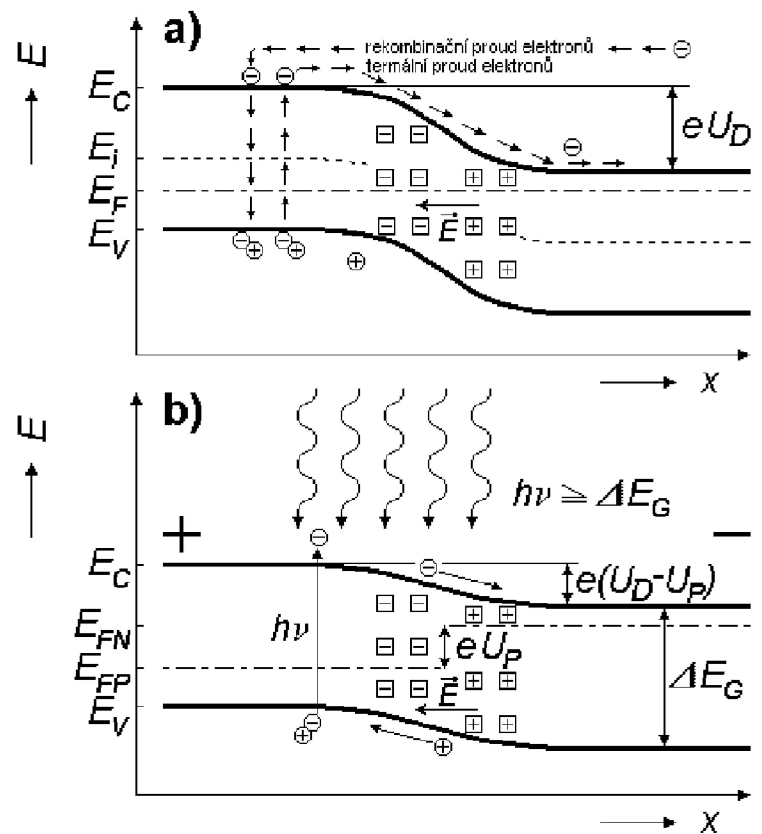 a)
E
rekombinační proud elektronů
termální proud elektronů
E_C
eU_D
E_i
E_F
E
E_V
x
b)
E
hν ≧ ΔE_G
+
−
E_C
e(U_D-U_P)
hν
E_FN
eU_P
E_FP
ΔE_G
E
E_V
x